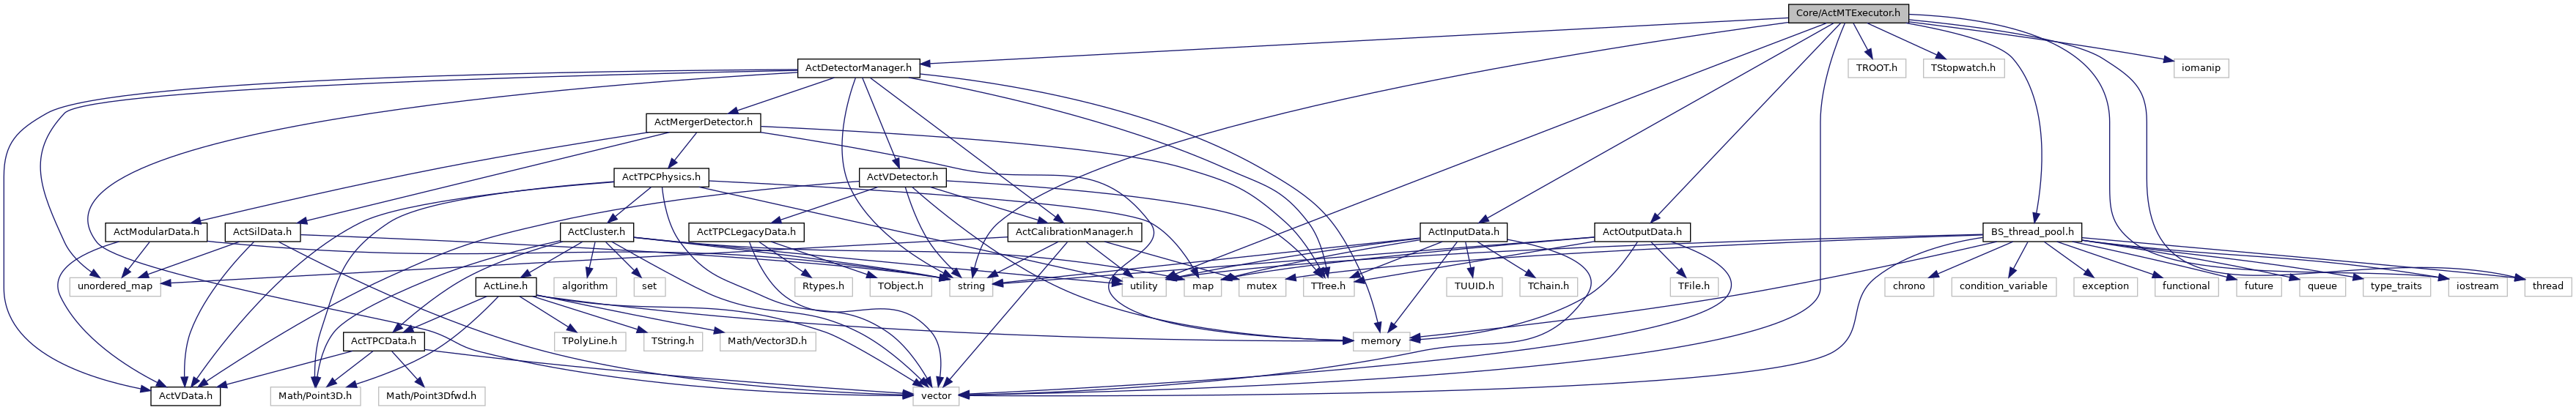 Core/ActMTExecutor.h
ActDetectorManager.h
TROOT.h
TStopwatch.h
iomanip
ActMergerDetector.h
ActTPCPhysics.h
ActVDetector.h
ActModularData.h
ActSilData.h
ActCluster.h
ActTPCLegacyData.h
ActCalibrationManager.h
ActInputData.h
ActOutputData.h
BS_thread_pool.h
unordered_map
ActLine.h
algorithm
set
Rtypes.h
TObject.h
string
utility
map
mutex
TTree.h
TUUID.h
TChain.h
TFile.h
chrono
condition_variable
exception
functional
future
queue
type_traits
iostream
thread
ActTPCData.h
TPolyLine.h
TString.h
Math/Vector3D.h
memory
ActVData.h
Math/Point3D.h
Math/Point3Dfwd.h
vector